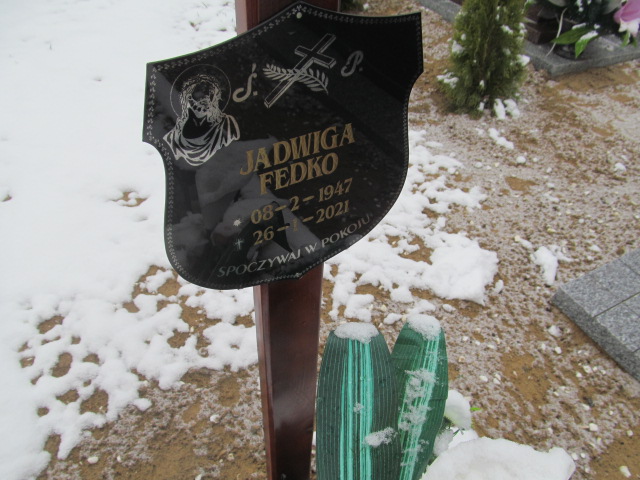 Ś. P.
JADWIGA
FEDKO
* 08-2-1947
† 26-1-2021
SPOCZYWAJ W POKOJU